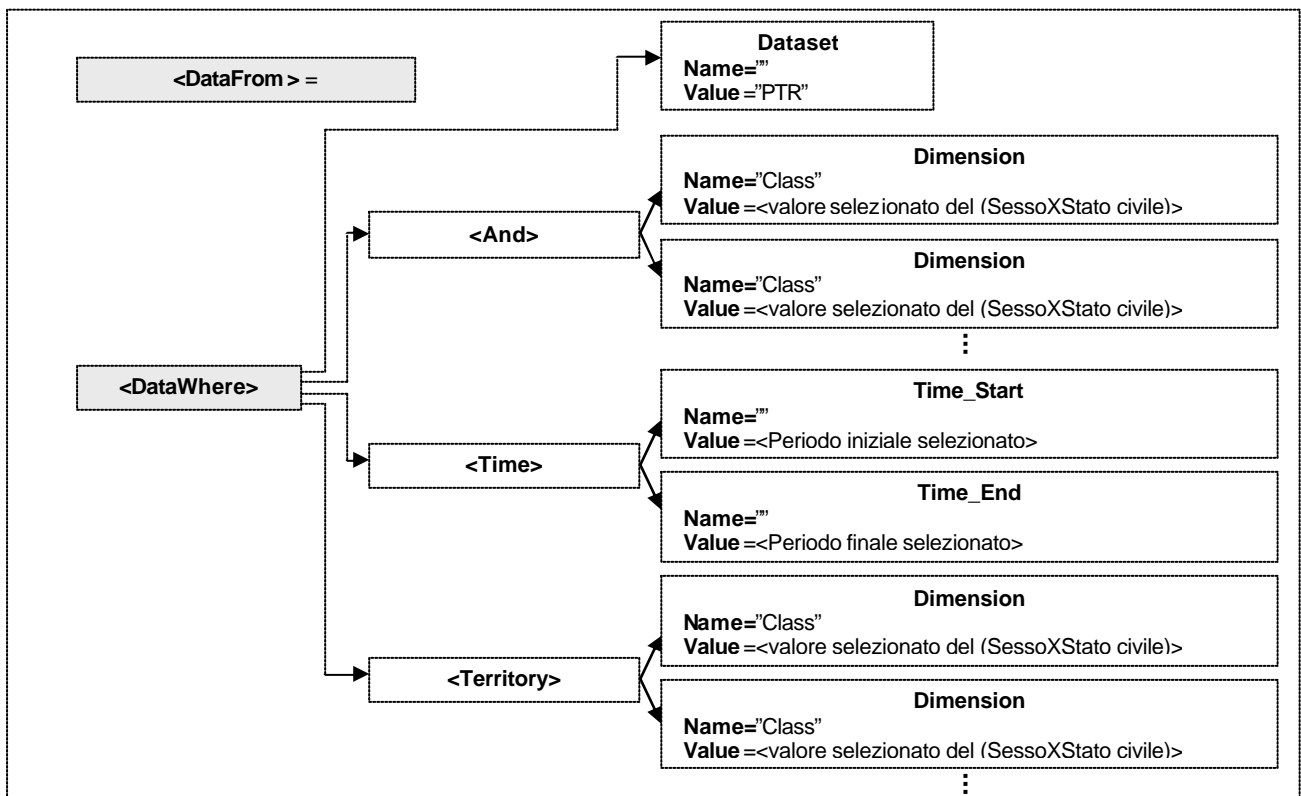 <DataFrom> =
Dataset
Name=""
Value="PTR"
<And>
Dimension
Name="Class"
Value=<valore selezionato del (SessoXStato civile)>
Dimension
Name="Class"
Value=<valore selezionato del (SessoXStato civile)>
⋮
<DataWhere>
<Time>
Time_Start
Name=""
Value=<Periodo iniziale selezionato>
Time_End
Name=""
Value=<Periodo finale selezionato>
<Territory>
Dimension
Name="Class"
Value=<valore selezionato del (SessoXStato civile)>
Dimension
Name="Class"
Value=<valore selezionato del (SessoXStato civile)>
⋮